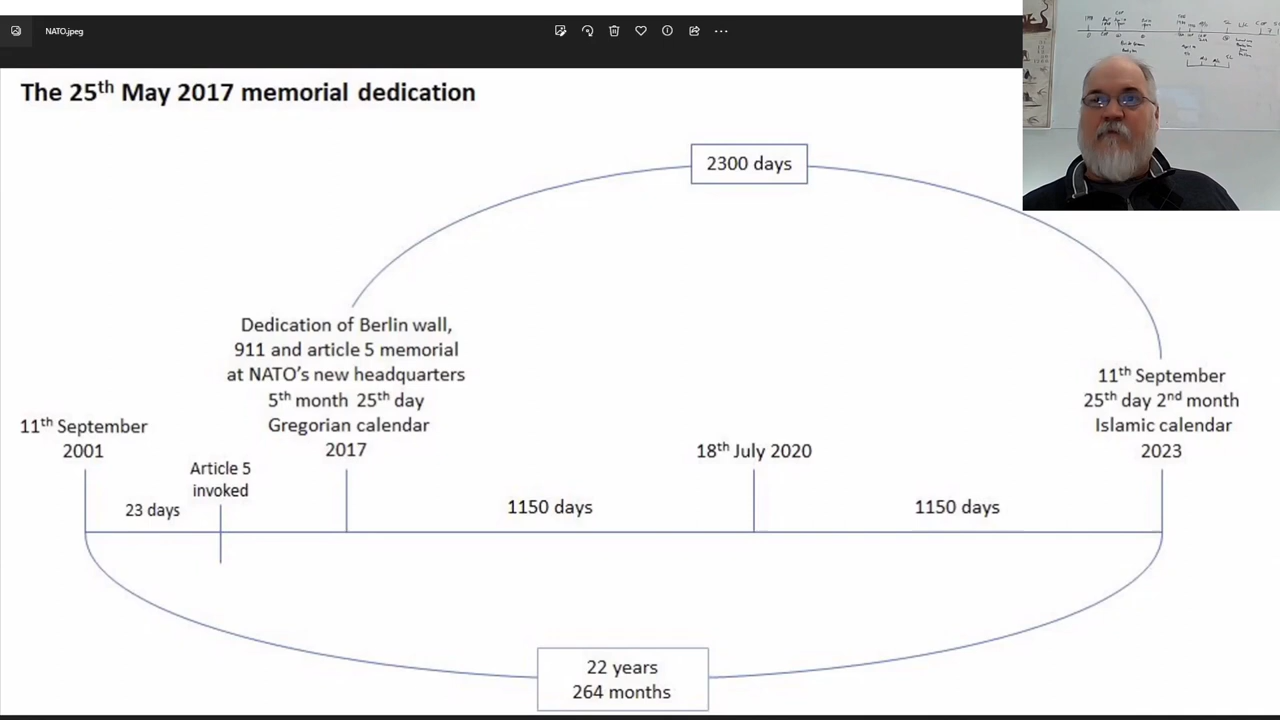 NATO.jpeg
The 25th May 2017 memorial dedication
2300 days
Dedication of Berlin wall,
911 and article 5 memorial
at NATO's new headquarters
5th month 25th day
Gregorian calendar
2017
11th September
2001
Article 5
invoked
23 days
1150 days
18th July 2020
1150 days
11th September
25th day 2nd month
Islamic calendar
2023
22 years
264 months